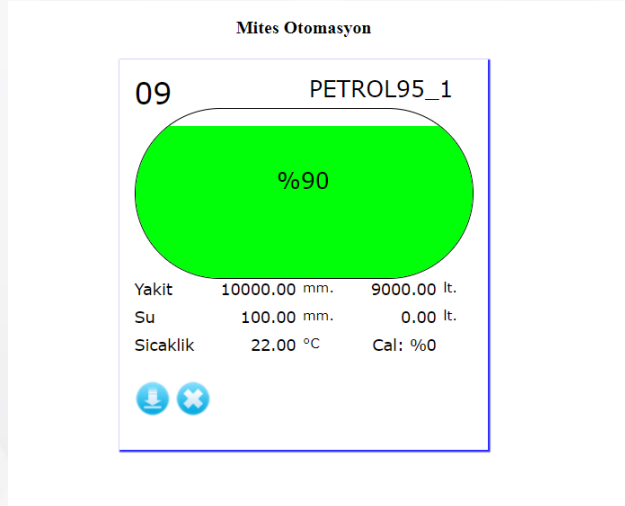 Mites Otomasyon
09 PETROL95_1
%90
Yakit 10000.00 mm. 9000.00 lt.
Su 100.00 mm. 0.00 lt.
Sicaklik 22.00 °C Cal: %0